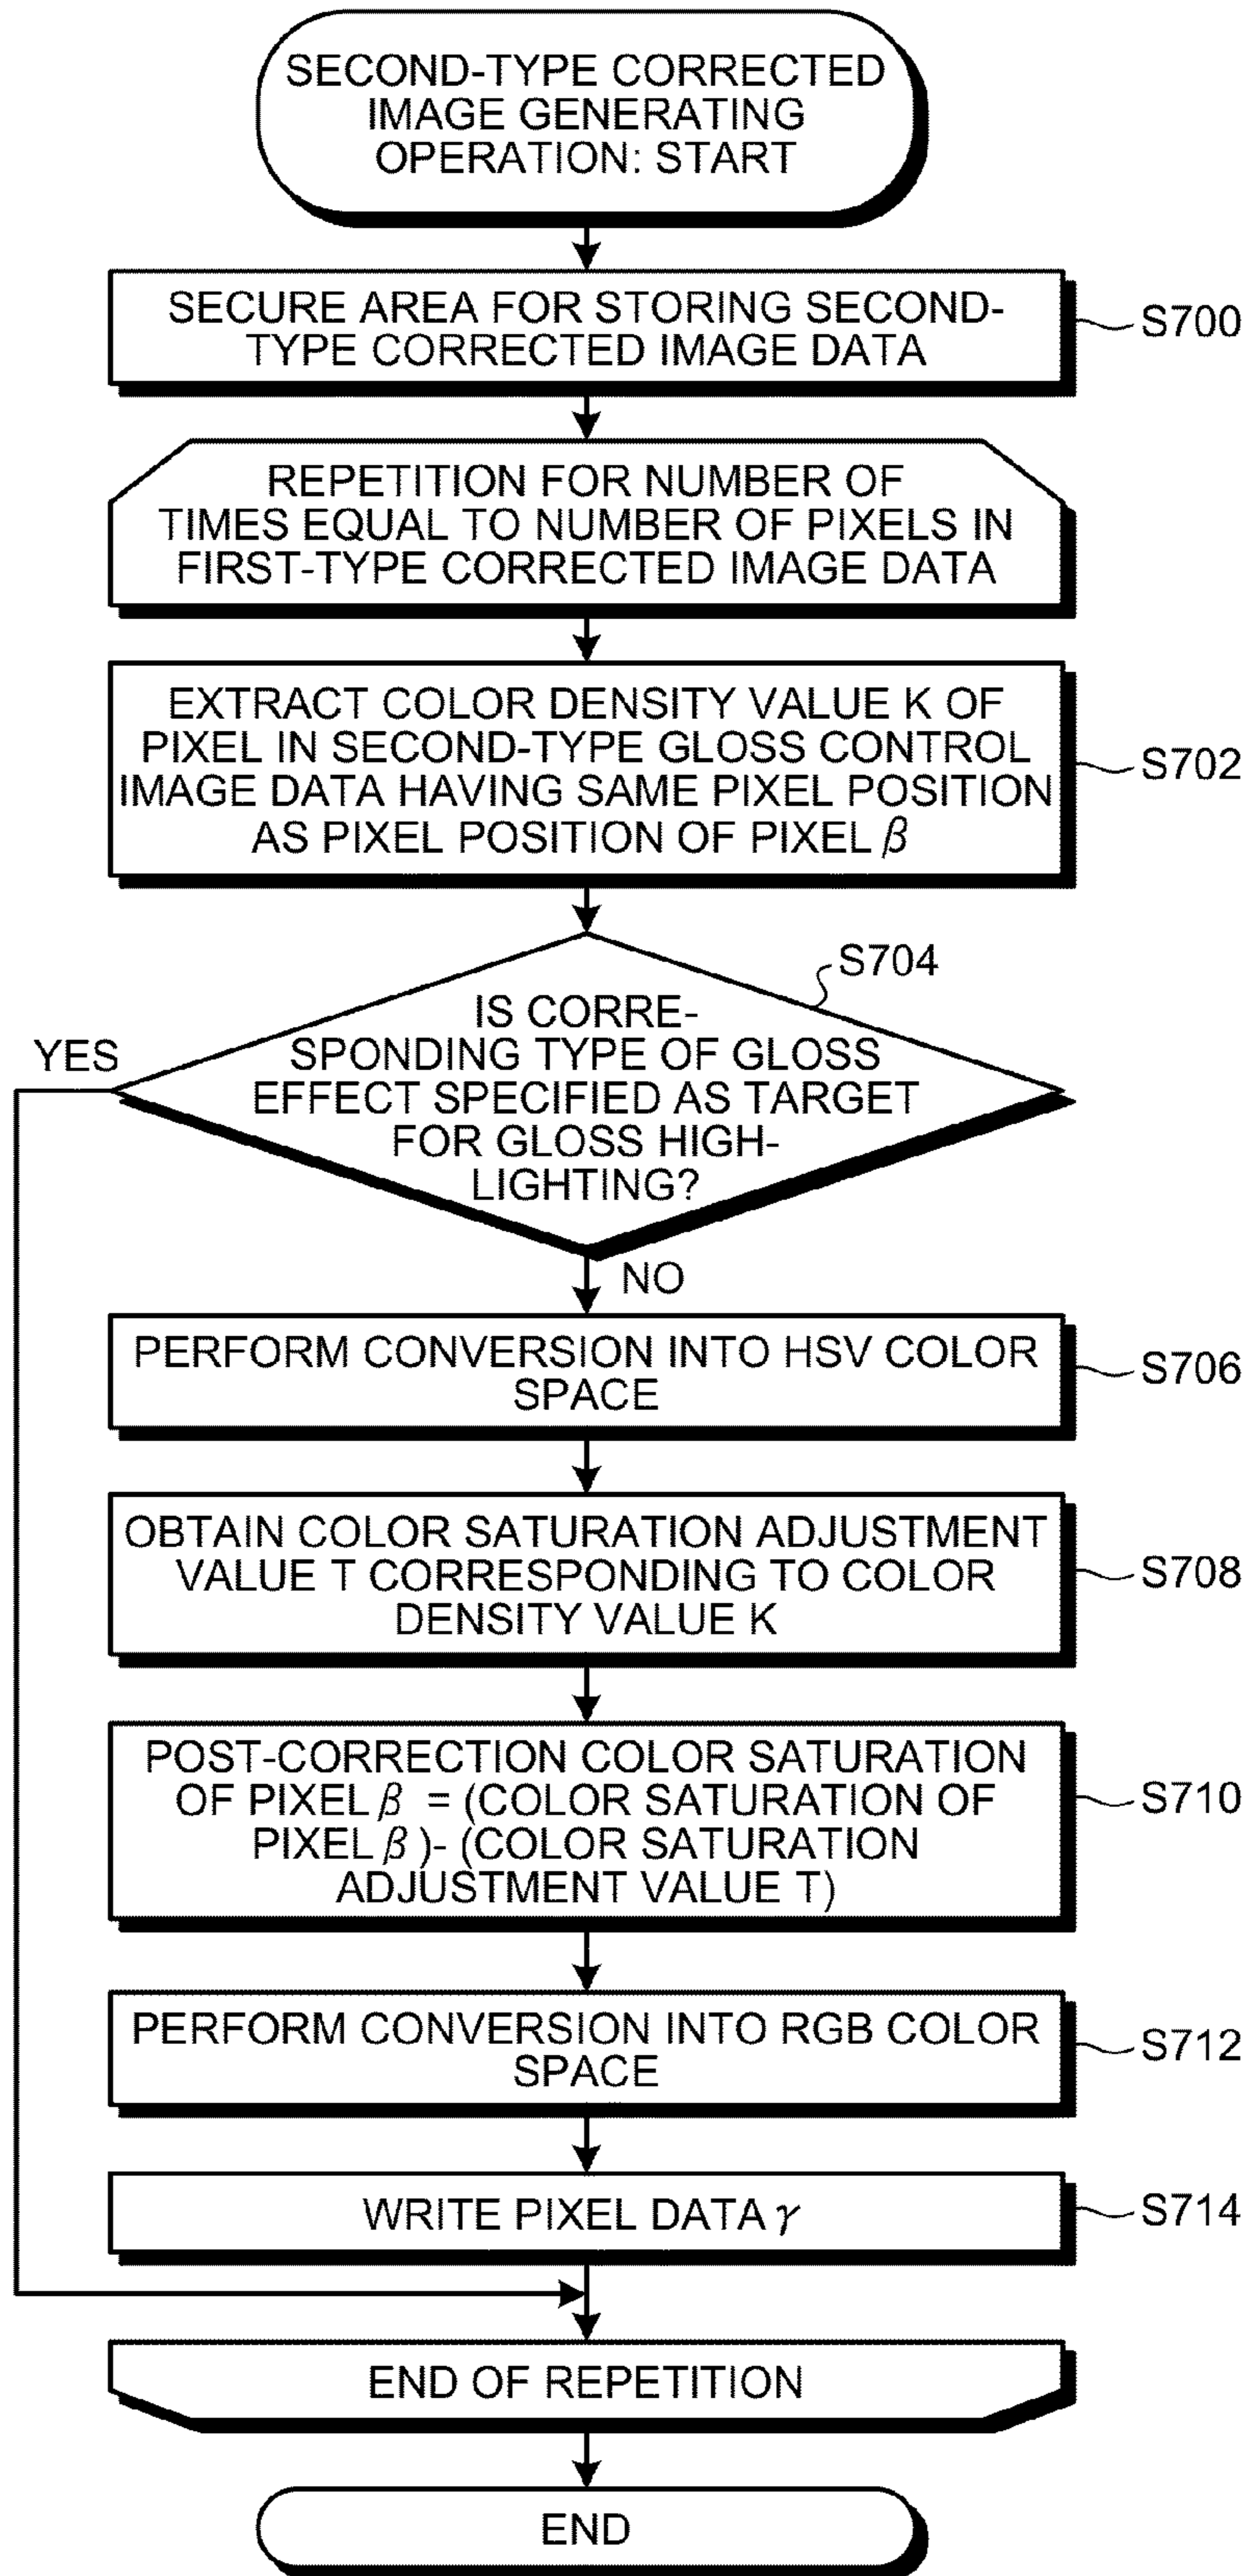 SECOND-TYPE CORRECTED
IMAGE GENERATING
OPERATION: START
SECURE AREA FOR STORING SECOND-
TYPE CORRECTED IMAGE DATA
S700
REPETITION FOR NUMBER OF
TIMES EQUAL TO NUMBER OF PIXELS IN
FIRST-TYPE CORRECTED IMAGE DATA
EXTRACT COLOR DENSITY VALUE K OF
PIXEL IN SECOND-TYPE GLOSS CONTROL
IMAGE DATA HAVING SAME PIXEL POSITION
AS PIXEL POSITION OF PIXEL β
S702
S704
IS CORRE-
SPONDING TYPE OF GLOSS
EFFECT SPECIFIED AS TARGET
FOR GLOSS HIGH-
LIGHTING?
YES
NO
PERFORM CONVERSION INTO HSV COLOR
SPACE
S706
OBTAIN COLOR SATURATION ADJUSTMENT
VALUE T CORRESPONDING TO COLOR
DENSITY VALUE K
S708
POST-CORRECTION COLOR SATURATION
OF PIXEL β = (COLOR SATURATION OF
PIXEL β )- (COLOR SATURATION
ADJUSTMENT VALUE T)
S710
PERFORM CONVERSION INTO RGB COLOR
SPACE
S712
WRITE PIXEL DATA γ
S714
END OF REPETITION
END